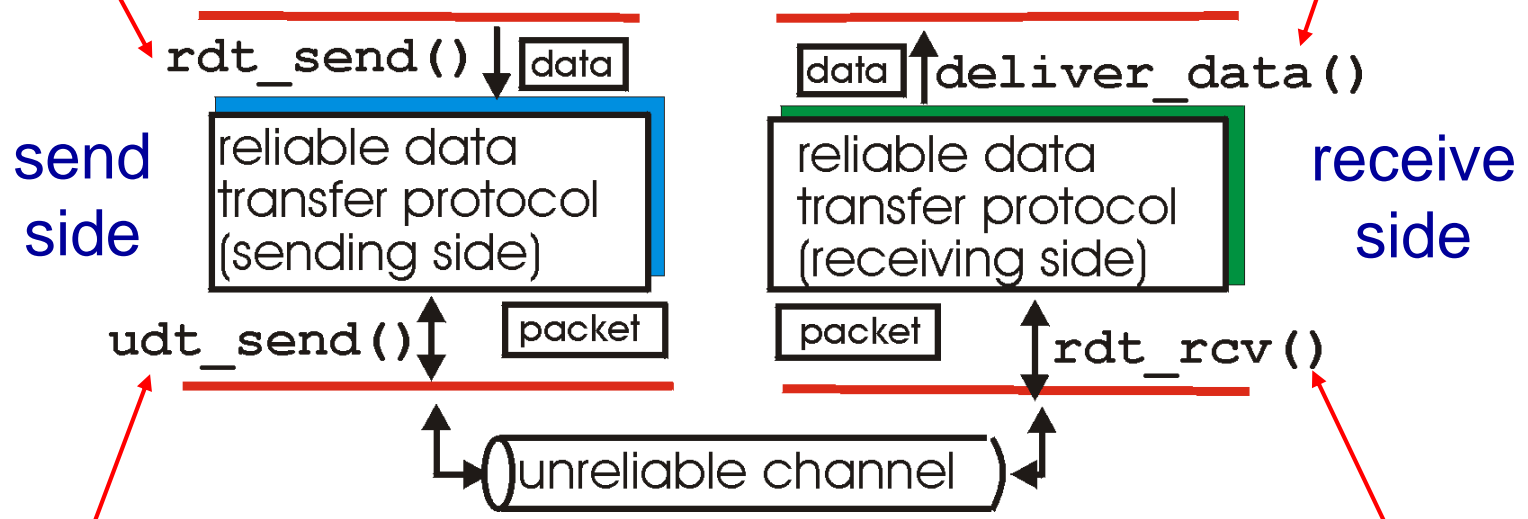 rdt_send()
data
data
deliver_data()
send
side
reliable data
transfer protocol
(sending side)
reliable data
transfer protocol
(receiving side)
receive
side
udt_send()
packet
packet
rdt_rcv()
unreliable channel